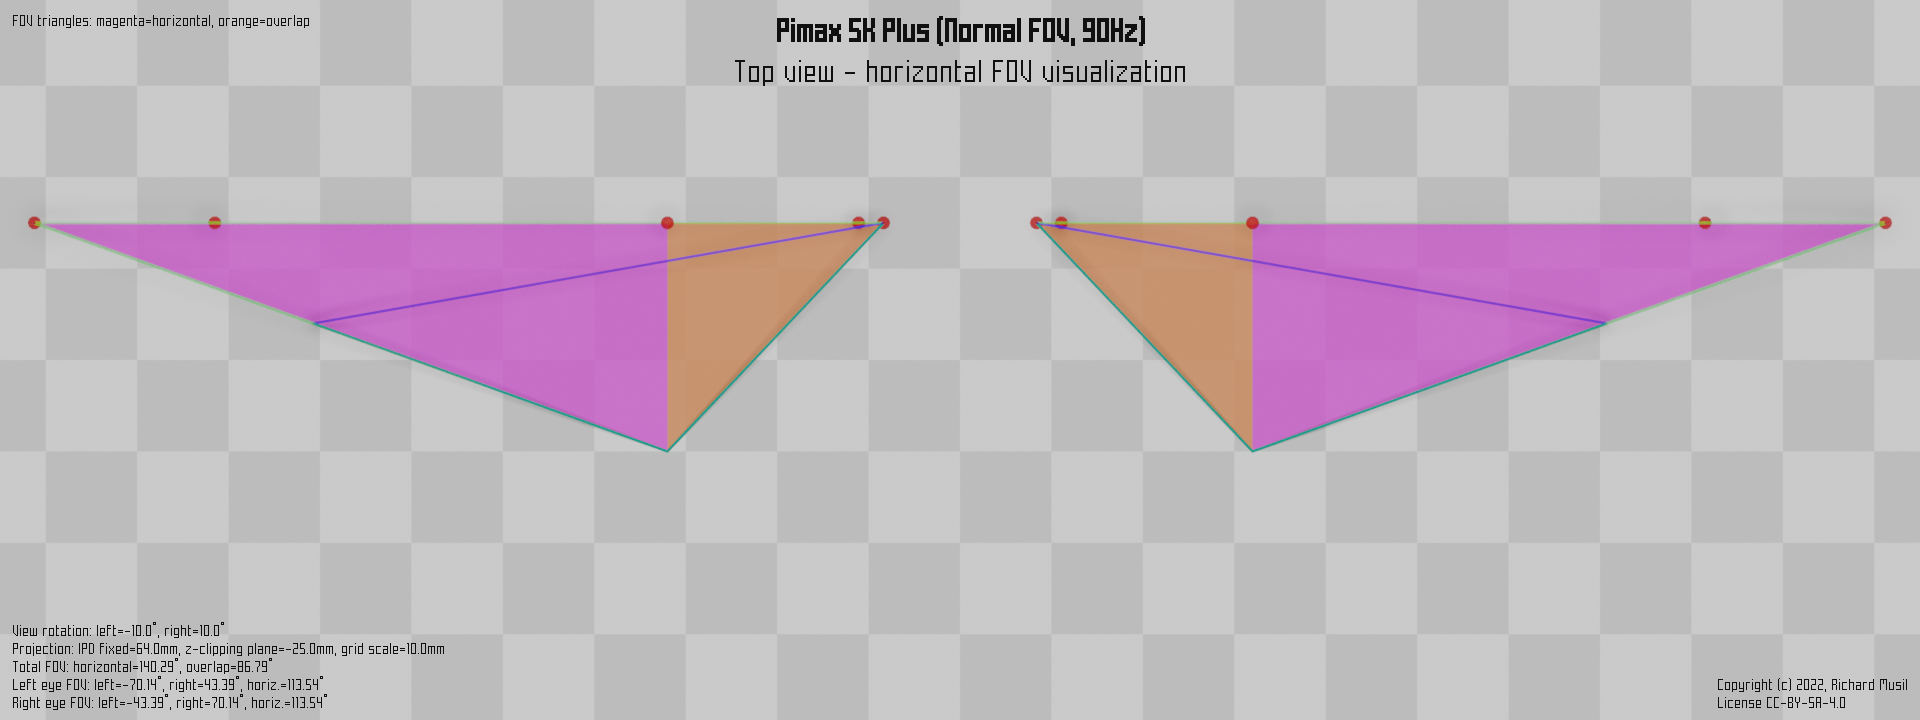 FOV triangles: magenta=horizontal, orange=overlap
Pimax 5K Plus (Normal FOV, 90Hz)
Top view - horizontal FOV visualization
View rotation: left=-10.0°, right=10.0°
Projection: IPD fixed=64.0mm, z-clipping plane=-25.0mm, grid scale=10.0mm
Total FOV: horizontal=140.29°, overlap=86.79°
Left eye FOV: left=-70.14°, right=43.39°, horiz.=113.54°
Right eye FOV: left=-43.39°, right=70.14°, horiz.=113.54°
Copyright (c) 2022, Richard Musil
License CC-BY-SA-4.0